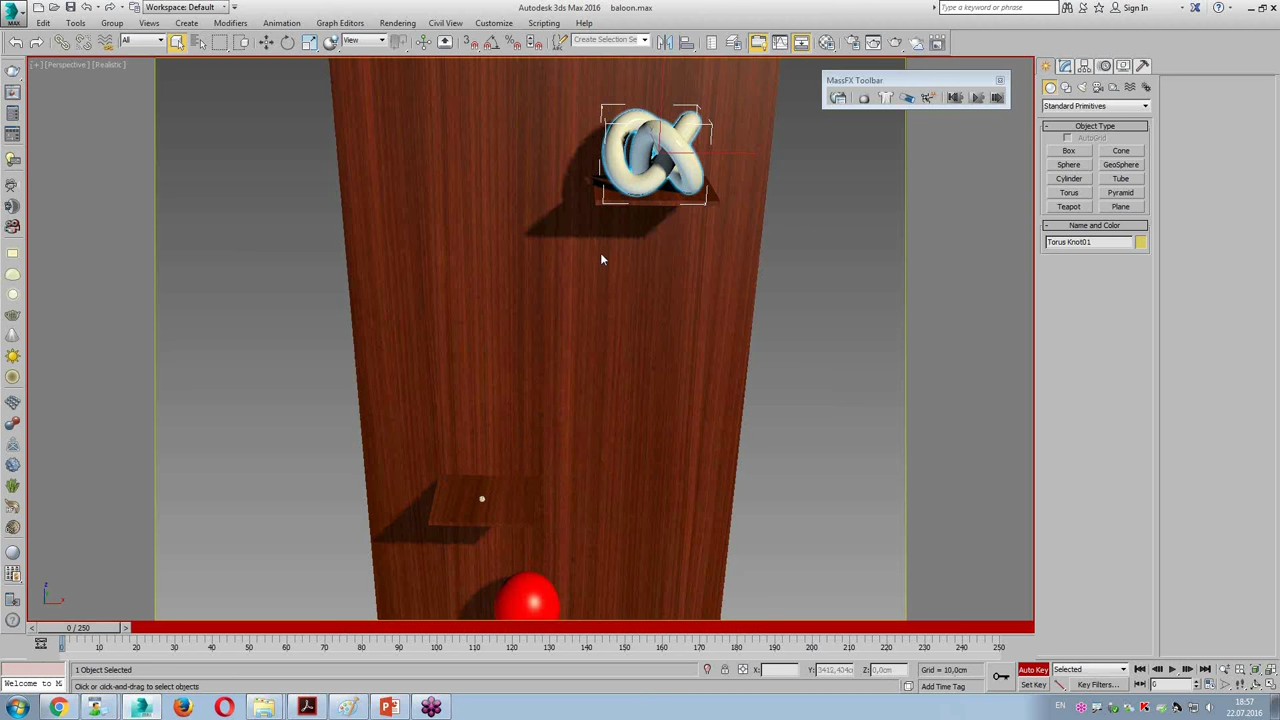 Workspace: Default
Autodesk 3ds Max 2016    baloon.max
Type a keyword or phrase
Sign In
MAX
Edit Tools Group Views Create Modifiers Animation Graph Editors Rendering Civil View Customize Scripting Help
All
View
Create Selection Se
[+] [Perspective] [Realistic]
MassFX Toolbar
Standard Primitives
Object Type
AutoGrid
Box Cone
Sphere GeoSphere
Cylinder Tube
Torus Pyramid
Teapot Plane
Name and Color
Torus Knot01
z
x
0 / 250
0 10 20 30 40 50 60 70 80 90 100 110 120 130 140 150 160 170 180 190 200 210 220 230 240 250
1 Object Selected
X:
Y:
Z: 0,0cm
Grid = 10,0cm
Auto Key
Selected
Welcome to M
Click or click-and-drag to select objects
Add Time Tag
Set Key
Key Filters...
EN
18:57
22.07.2016